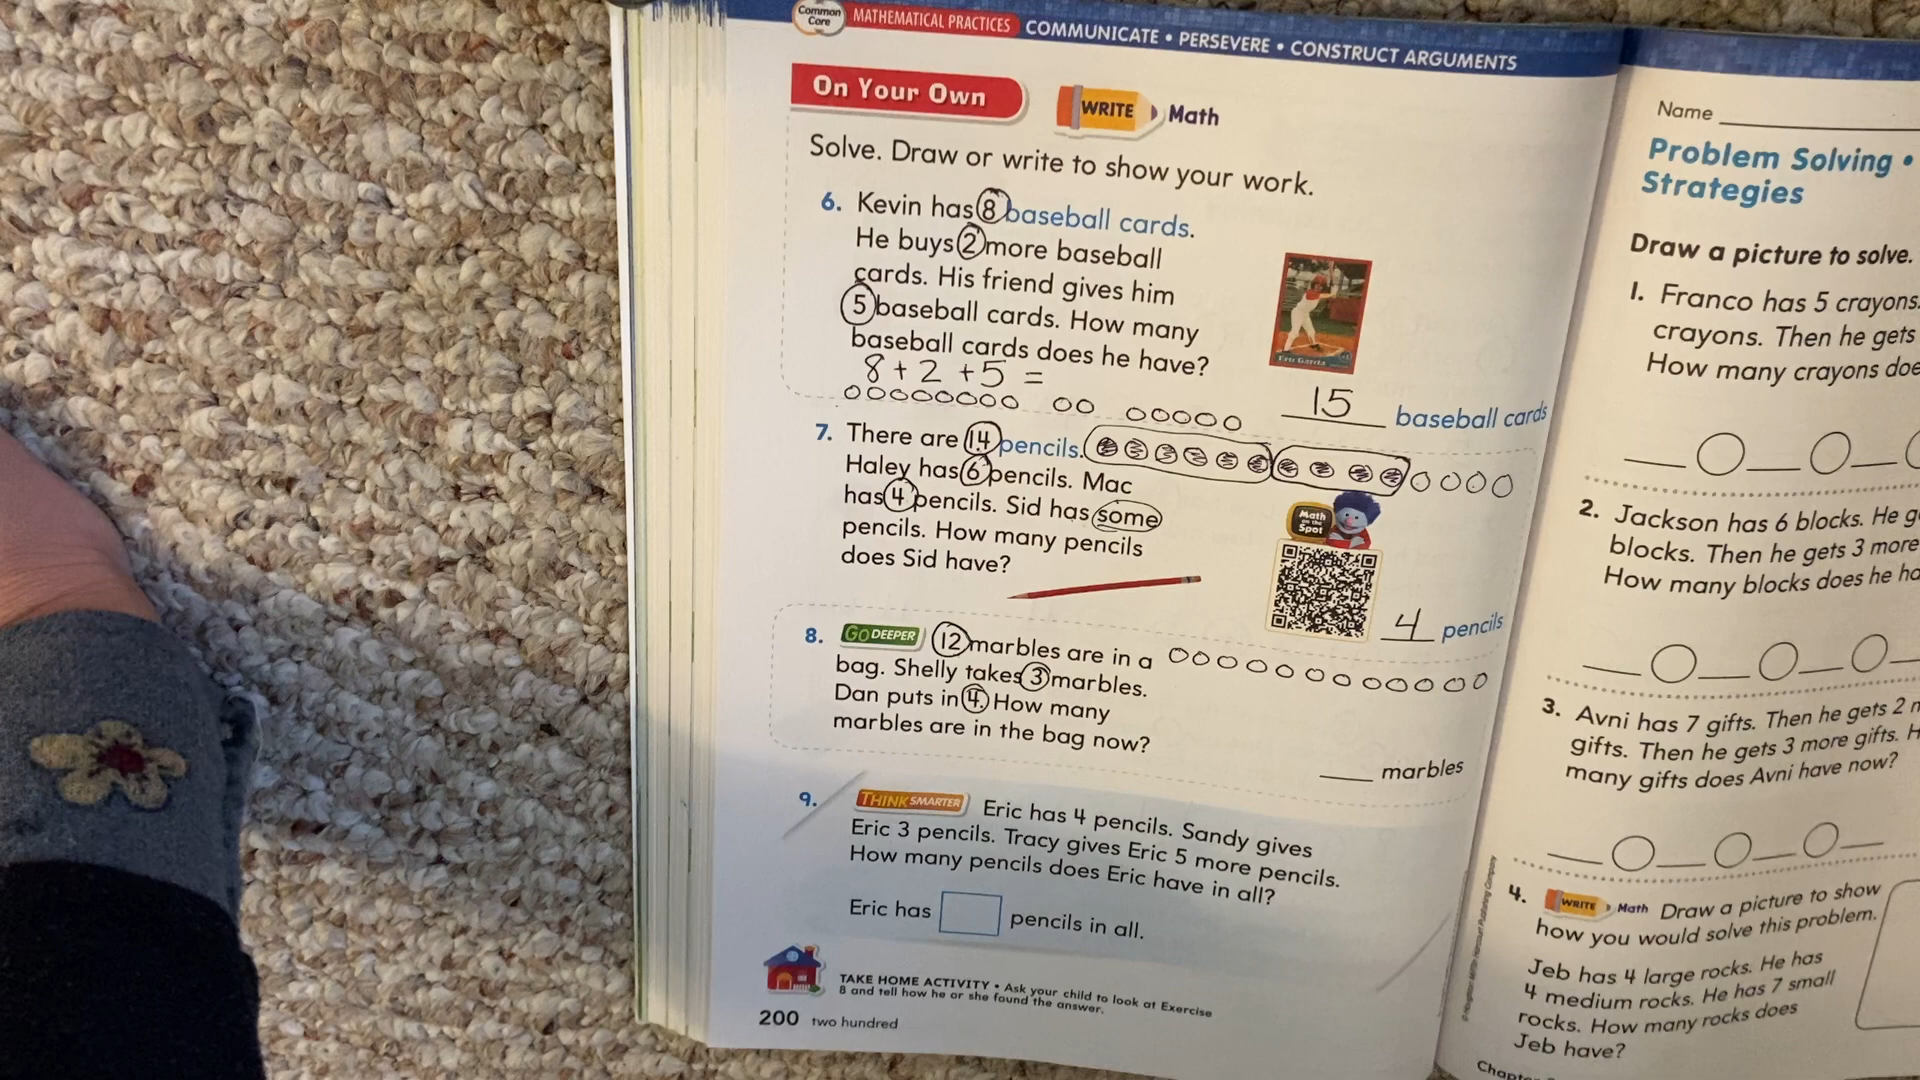 Common Core MATHEMATICAL PRACTICES COMMUNICATE • PERSEVERE • CONSTRUCT ARGUMENTS
On Your Own WRITE Math
Solve. Draw or write to show your work.
6. Kevin has 8 baseball cards.
He buys 2 more baseball
cards. His friend gives him
5 baseball cards. How many
baseball cards does he have?
8 + 2 + 5 =
15 baseball cards
7. There are 14 pencils.
Haley has 6 pencils. Mac
has 4 pencils. Sid has some
pencils. How many pencils
does Sid have?
Math on the Spot
4 pencils
8. GO DEEPER 12 marbles are in a
bag. Shelly takes 3 marbles.
Dan puts in 4. How many
marbles are in the bag now?
marbles
9. THINK SMARTER Eric has 4 pencils. Sandy gives
Eric 3 pencils. Tracy gives Eric 5 more pencils.
How many pencils does Eric have in all?
Eric has pencils in all.
TAKE HOME ACTIVITY • Ask your child to look at Exercise
8 and tell how he or she found the answer.
200 two hundred
Name
Problem Solving •
Strategies
Draw a picture to solve.
1. Franco has 5 crayons.
crayons. Then he gets
How many crayons doe
2. Jackson has 6 blocks. He g
blocks. Then he gets 3 more
How many blocks does he ha
3. Avni has 7 gifts. Then he gets 2 m
gifts. Then he gets 3 more gifts. H
many gifts does Avni have now?
4. WRITE Math Draw a picture to show
how you would solve this problem.
Jeb has 4 large rocks. He has
4 medium rocks. He has 7 small
rocks. How many rocks does
Jeb have?